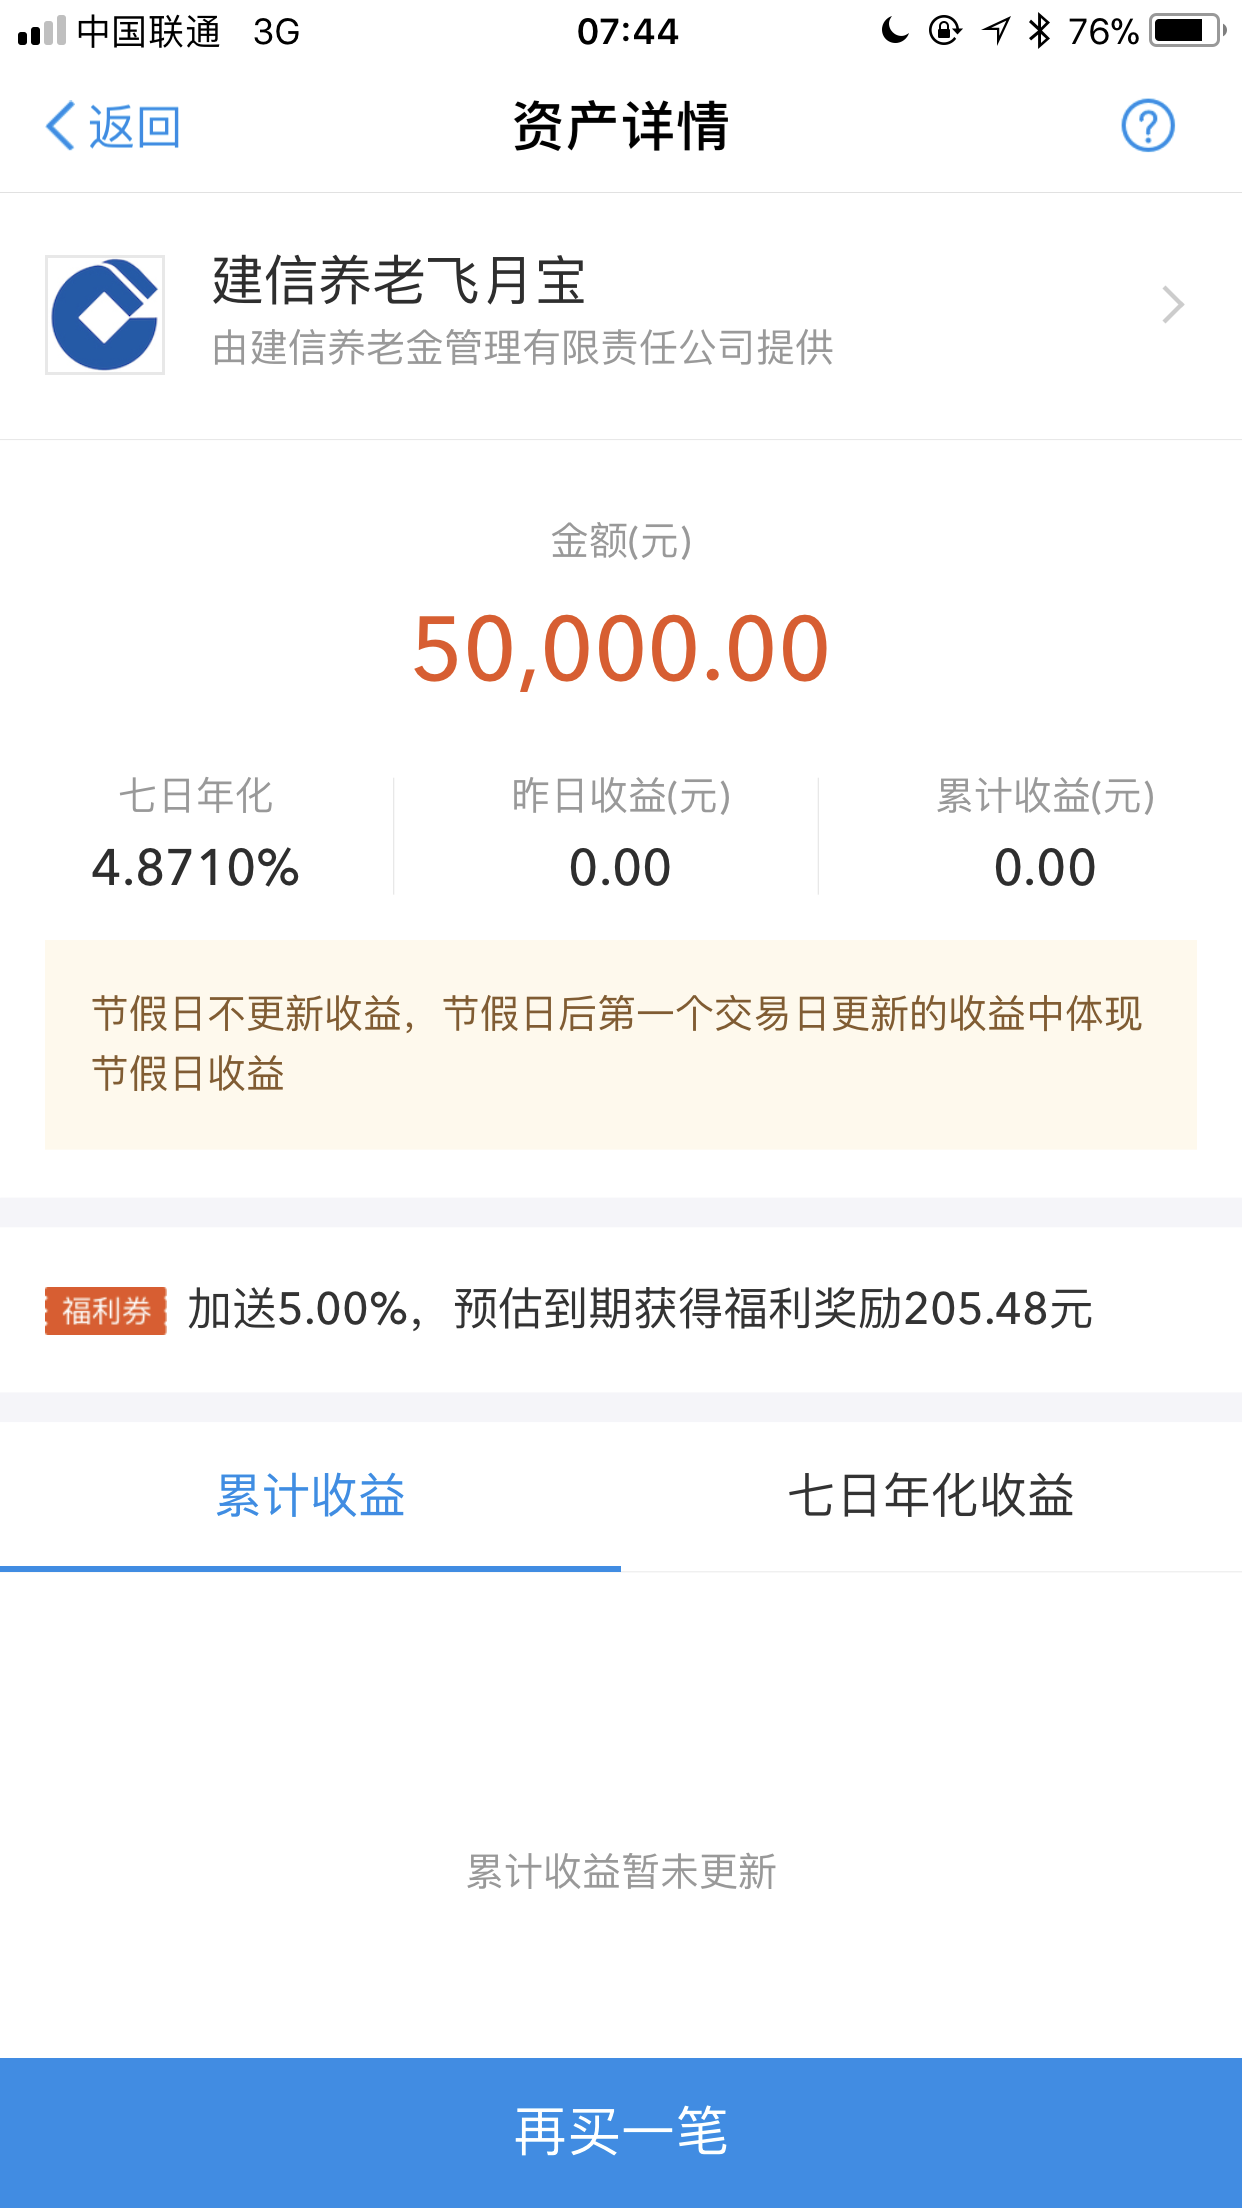 中国联通 3G 07:44 76%
返回 资产详情
建信养老飞月宝
由建信养老金管理有限责任公司提供
金额(元)
50,000.00
七日年化 昨日收益(元) 累计收益(元)
4.8710% 0.00 0.00
节假日不更新收益，节假日后第一个交易日更新的收益中体现
节假日收益
福利券 加送5.00%，预估到期获得福利奖励205.48元
累计收益 七日年化收益
累计收益暂未更新
再买一笔